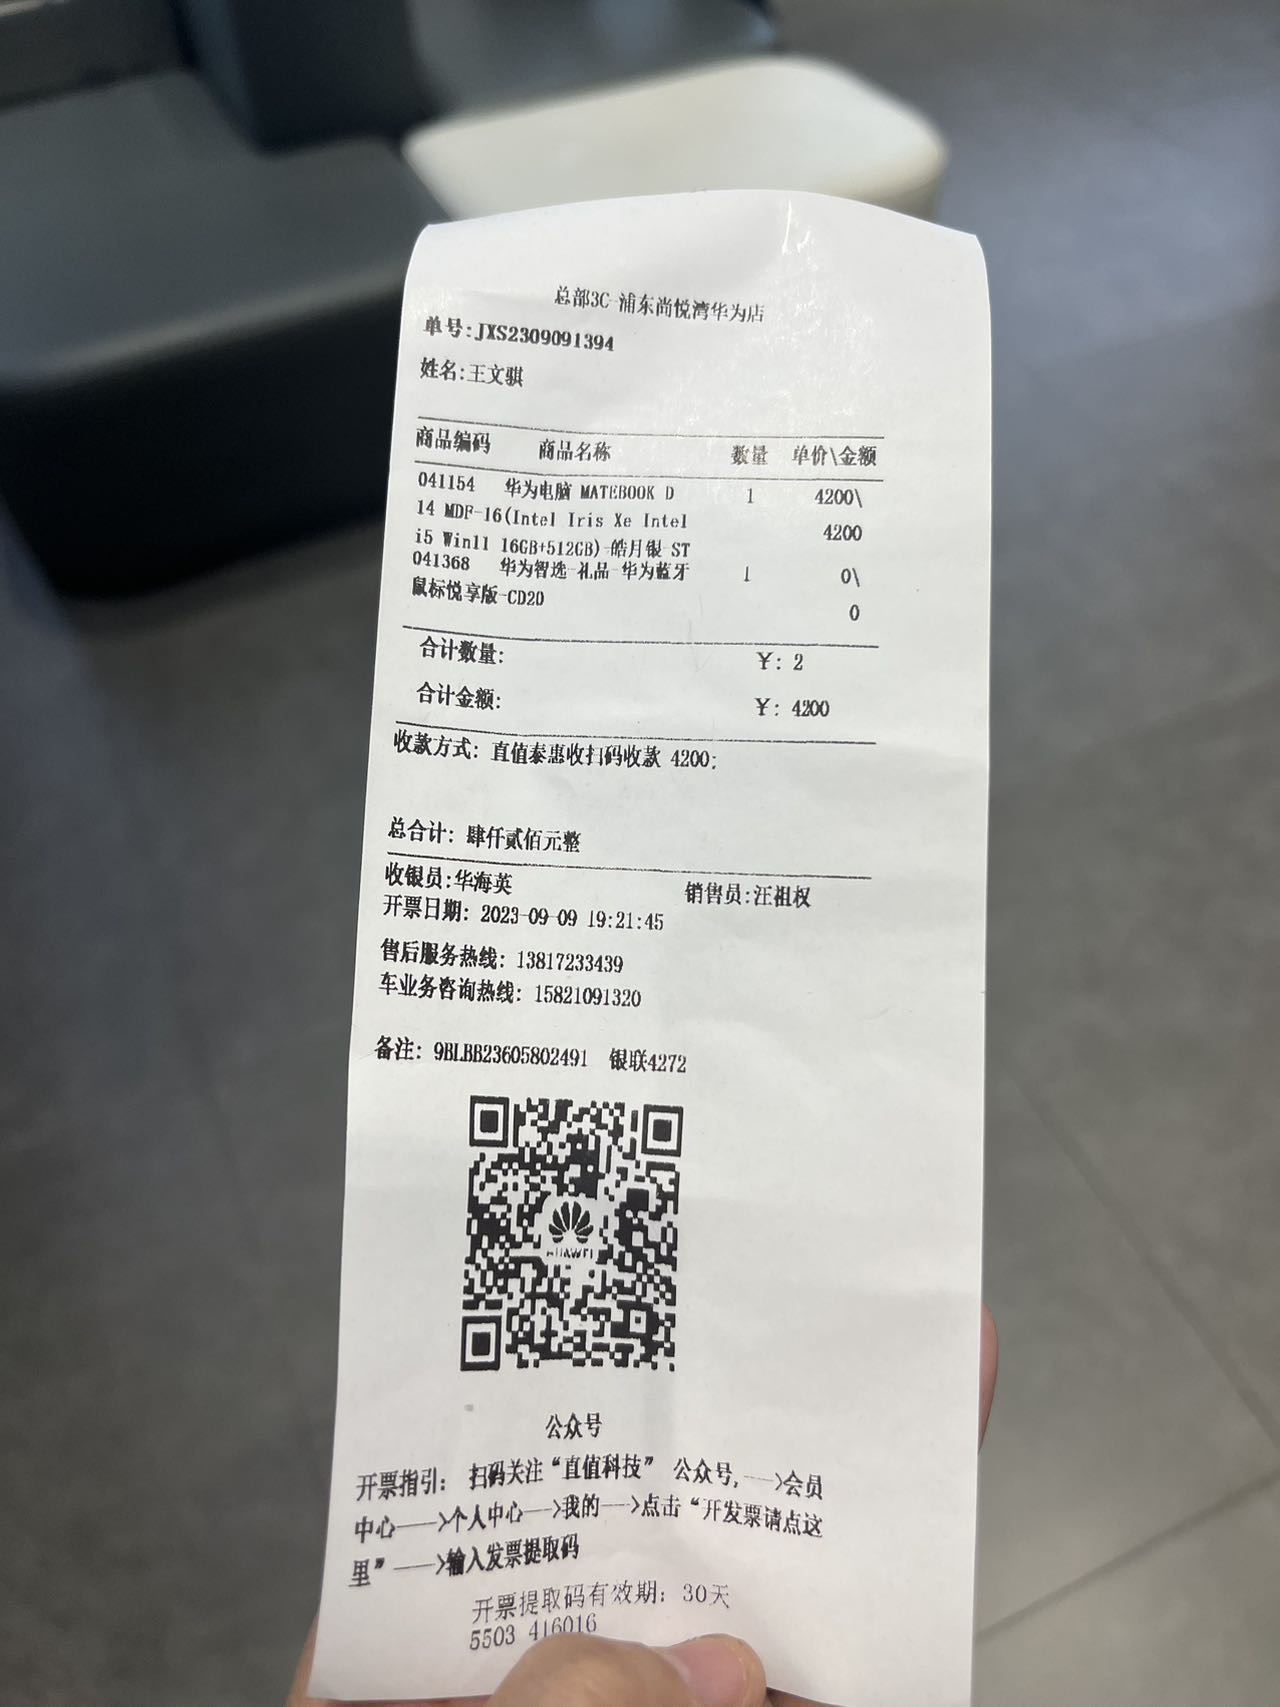 总部3C-浦东尚悦湾华为店
单号:JXS2309091394
姓名:王文骐
商品编码 商品名称 数量 单价\金额
041154 华为电脑 MATEBOOK D 1 4200\
14 MDF-16(Intel Iris Xe Intel 4200
i5 Win11 16GB+512GB)-皓月银-ST
041368 华为智选-礼品-华为蓝牙 1 0\
鼠标悦享版-CD20 0
合计数量: ¥: 2
合计金额: ¥: 4200
收款方式: 直值泰惠收扫码收款 4200;
总合计: 肆仟贰佰元整
收银员:华海英 销售员:汪祖权
开票日期: 2023-09-09 19:21:45
售后服务热线: 13817233439
车业务咨询热线: 15821091320
备注: 9BLBB23605802491 银联4272
HUAWEI
公众号
开票指引: 扫码关注“直值科技” 公众号,--->会员
中心--->个人中心--->我的--->点击“开发票请点这
里”--->输入发票提取码
开票提取码有效期: 30天
5503 416016